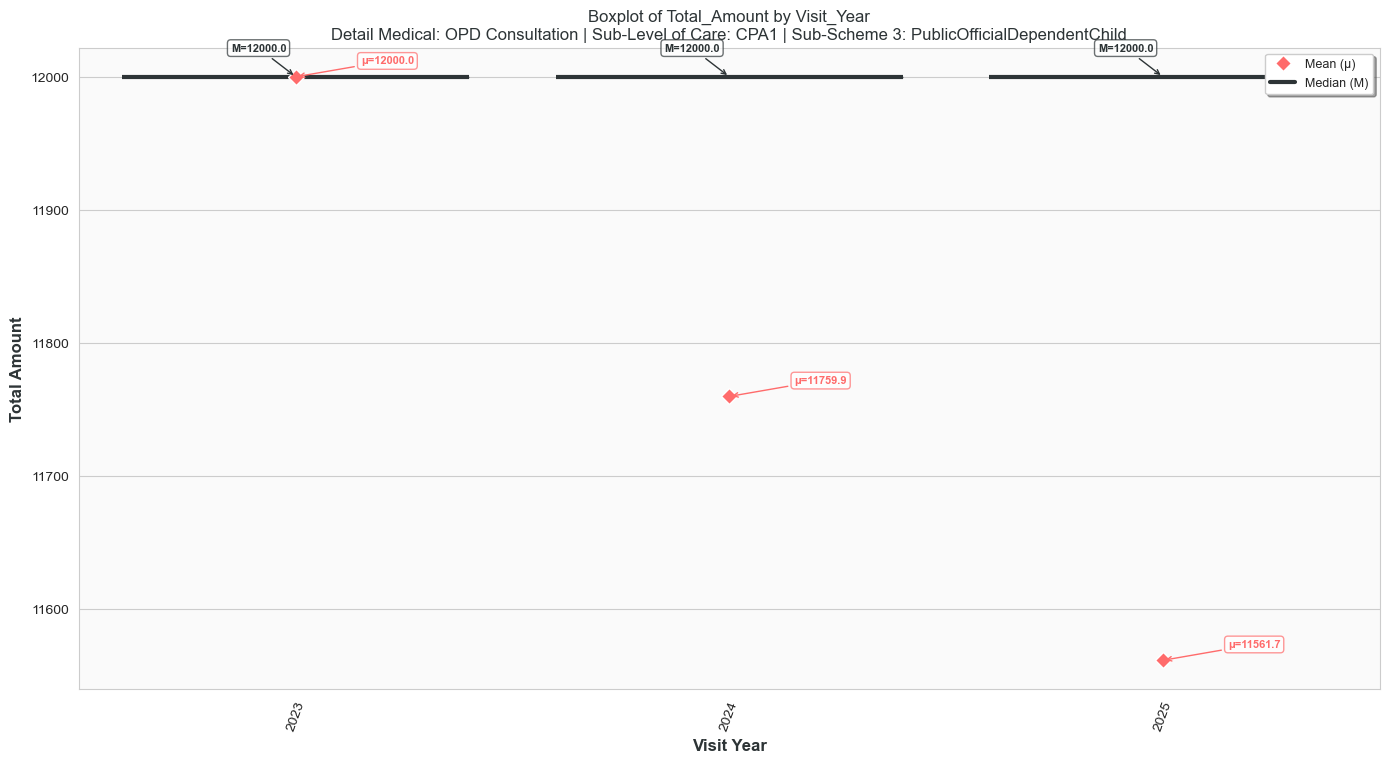 Boxplot of Total_Amount by Visit_Year
Detail Medical: OPD Consultation | Sub-Level of Care: CPA1 | Sub-Scheme 3: PublicOfficialDependentChild
M=12000.0
M=12000.0
M=12000.0
μ=12000.0
Mean (μ)
Median (M)
12000
11900
11800
μ=11759.9
11700
11600
μ=11561.7
Total Amount
2023
2024
2025
Visit Year